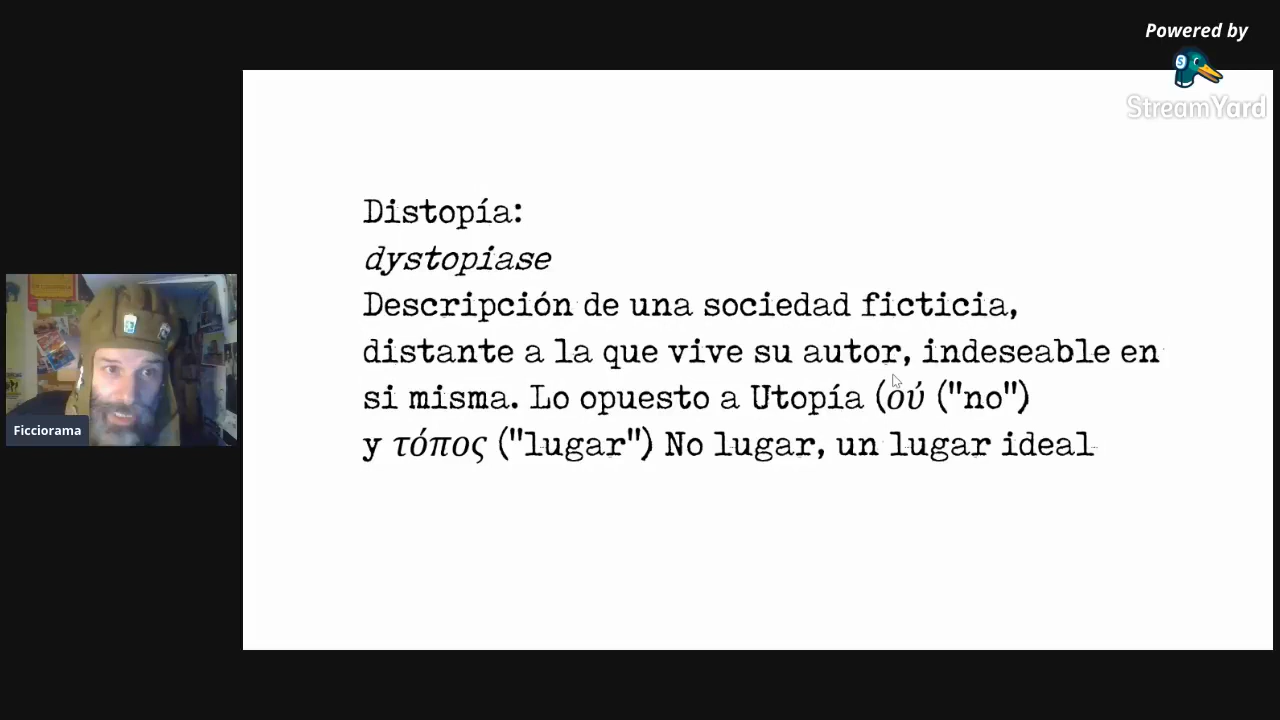 Powered by
StreamYard
Distopía:
dystopiase
Descripción de una sociedad ficticia,
distante a la que vive su autor, indeseable en
si misma. Lo opuesto a Utopía (οὐ ("no")
y τόπος ("lugar") No lugar, un lugar ideal
Ficciorama